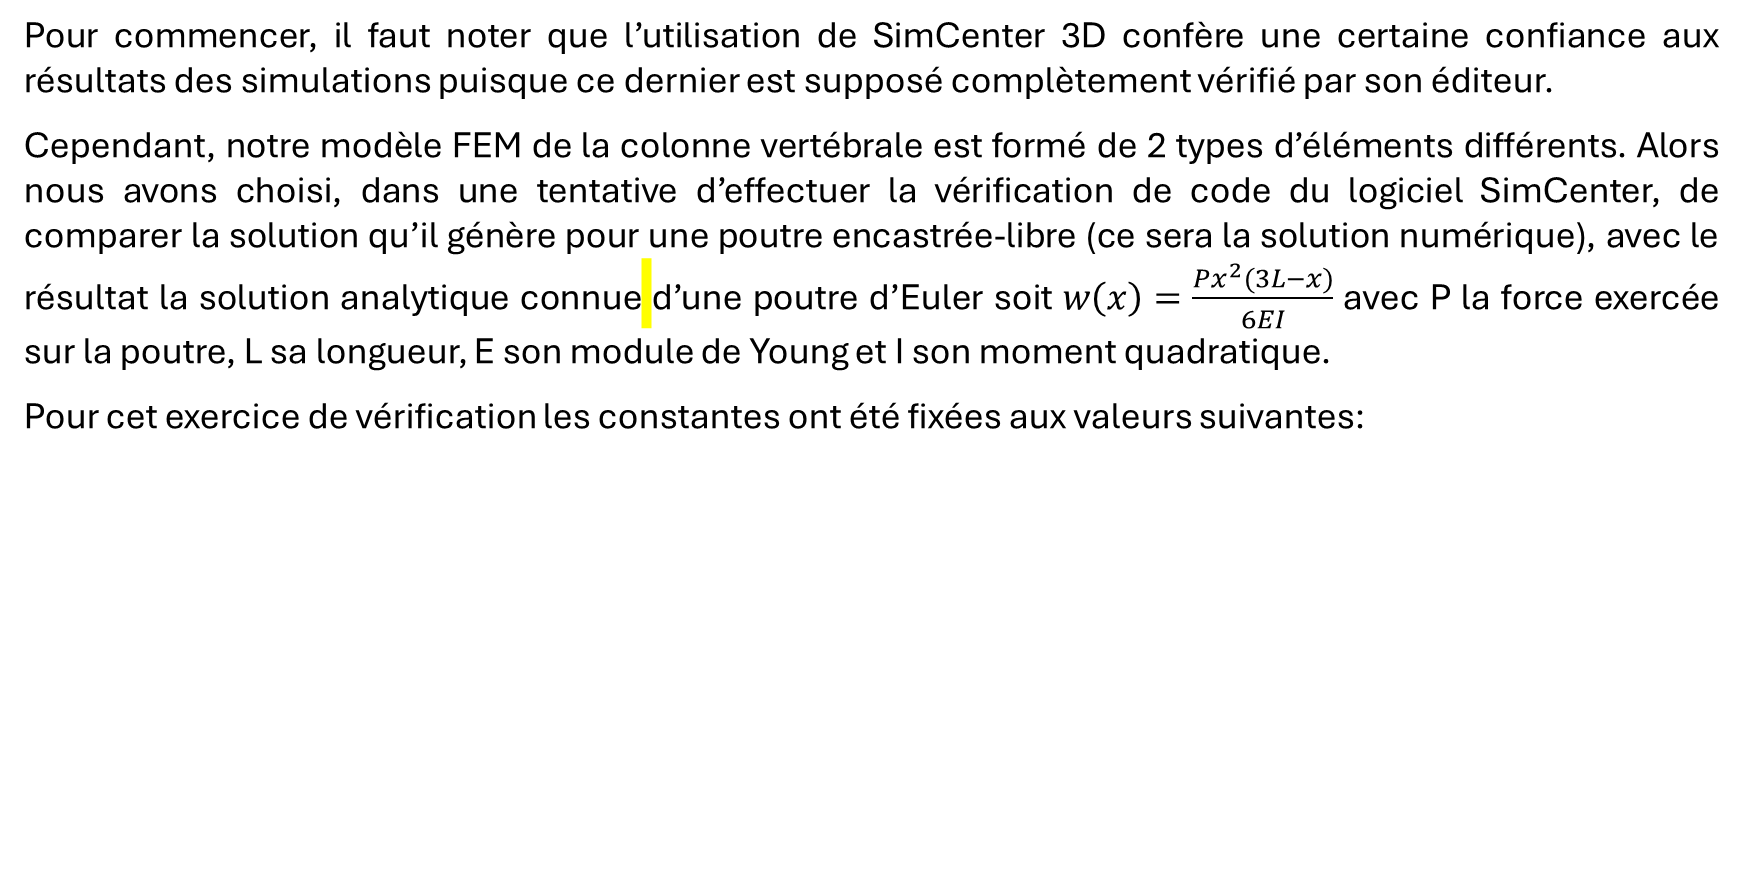 Pour commencer, il faut noter que l’utilisation de SimCenter 3D confère une certaine confiance aux
résultats des simulations puisque ce dernier est supposé complètement vérifié par son éditeur.
Cependant, notre modèle FEM de la colonne vertébrale est formé de 2 types d’éléments différents. Alors
nous avons choisi, dans une tentative d’effectuer la vérification de code du logiciel SimCenter, de
comparer la solution qu’il génère pour une poutre encastrée-libre (ce sera la solution numérique), avec le
résultat la solution analytique connue d’une poutre d’Euler soit w(x) = Px²(3L−x)/6EI avec P la force exercée
sur la poutre, L sa longueur, E son module de Young et I son moment quadratique.
Pour cet exercice de vérification les constantes ont été fixées aux valeurs suivantes: